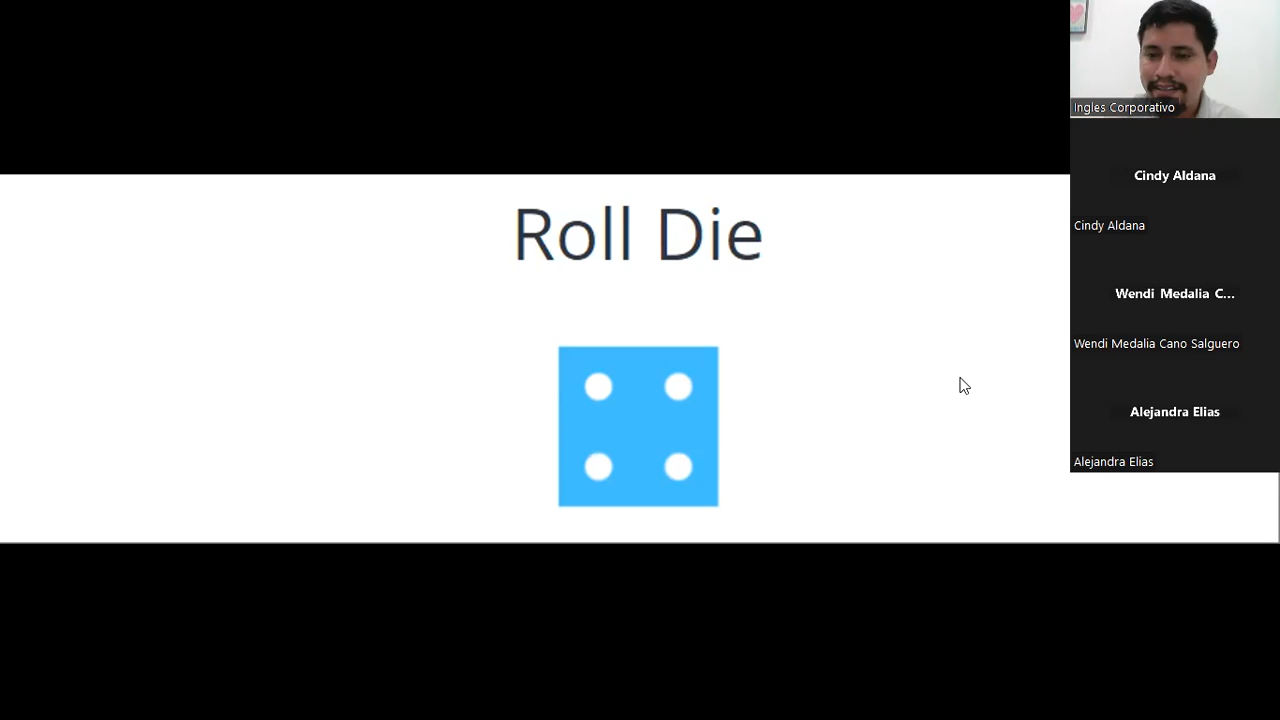 Roll Die
Ingles Corporativo
Cindy Aldana
Cindy Aldana
Wendi Medalia C...
Wendi Medalia Cano Salguero
Alejandra Elias
Alejandra Elias